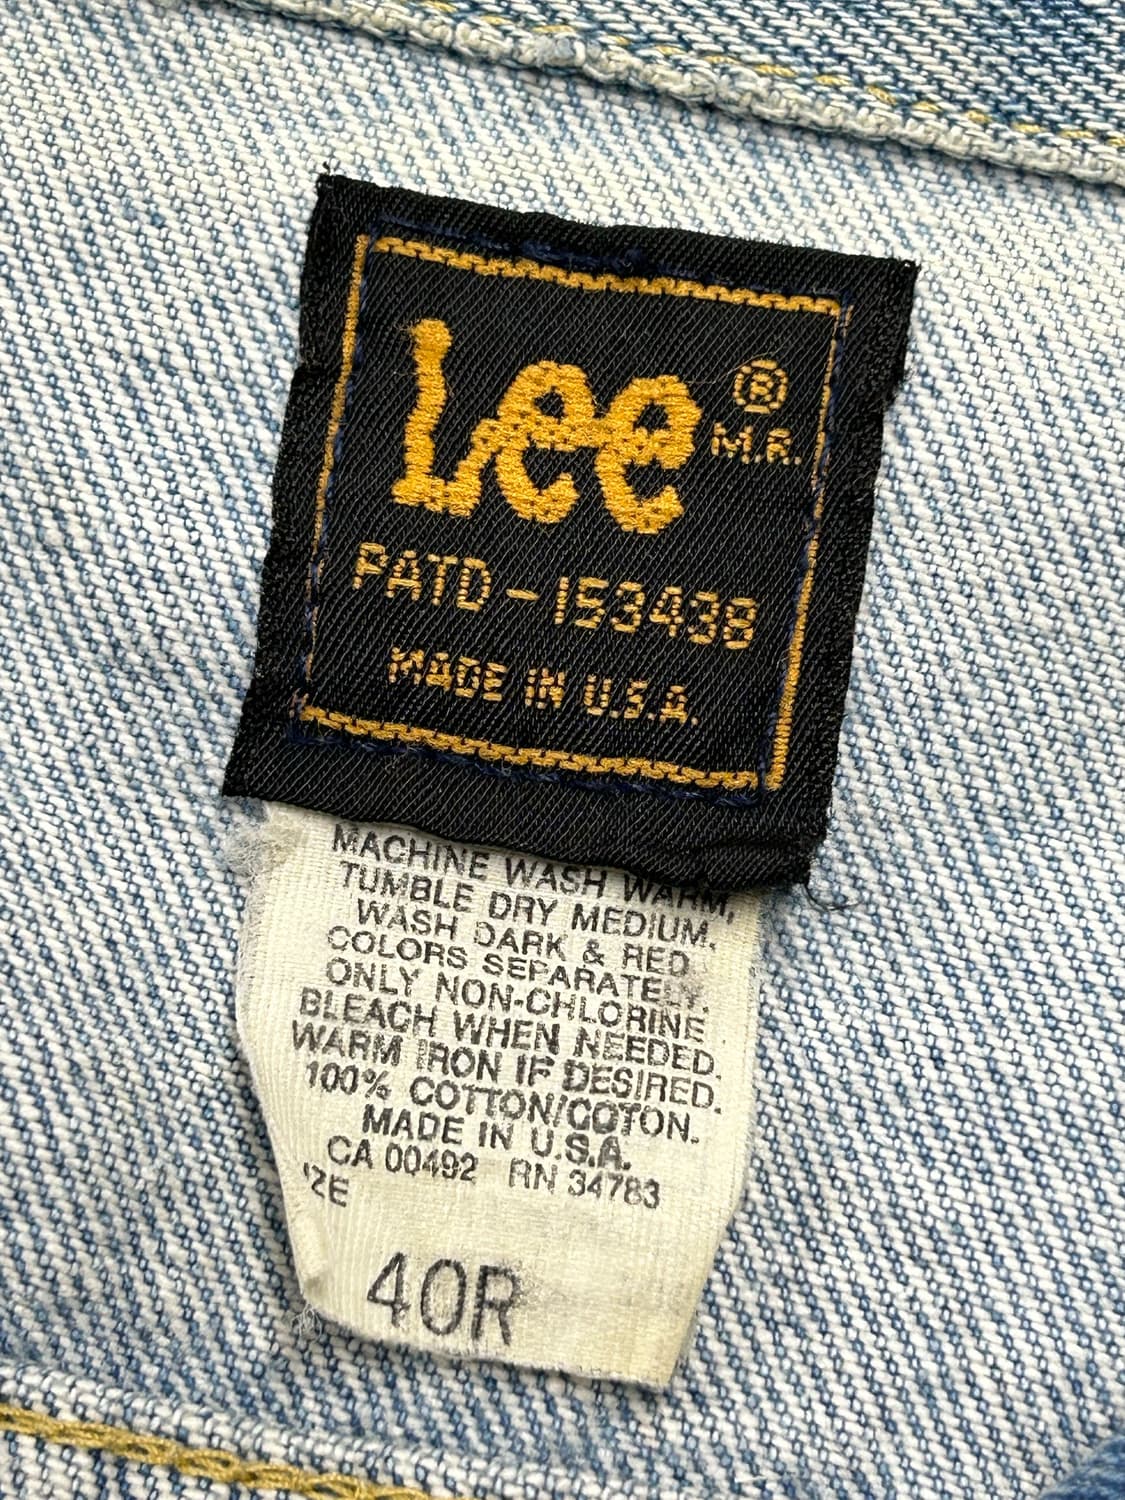 Lee ®
M.R.
PATD-153438
MADE IN U.S.A.
MACHINE WASH WARM,
TUMBLE DRY MEDIUM.
WASH DARK & RED
COLORS SEPARATELY.
ONLY NON-CHLORINE
BLEACH WHEN NEEDED.
WARM IRON IF DESIRED.
100% COTTON/COTON.
MADE IN U.S.A.
CA 00492 RN 34783
IZE
40R